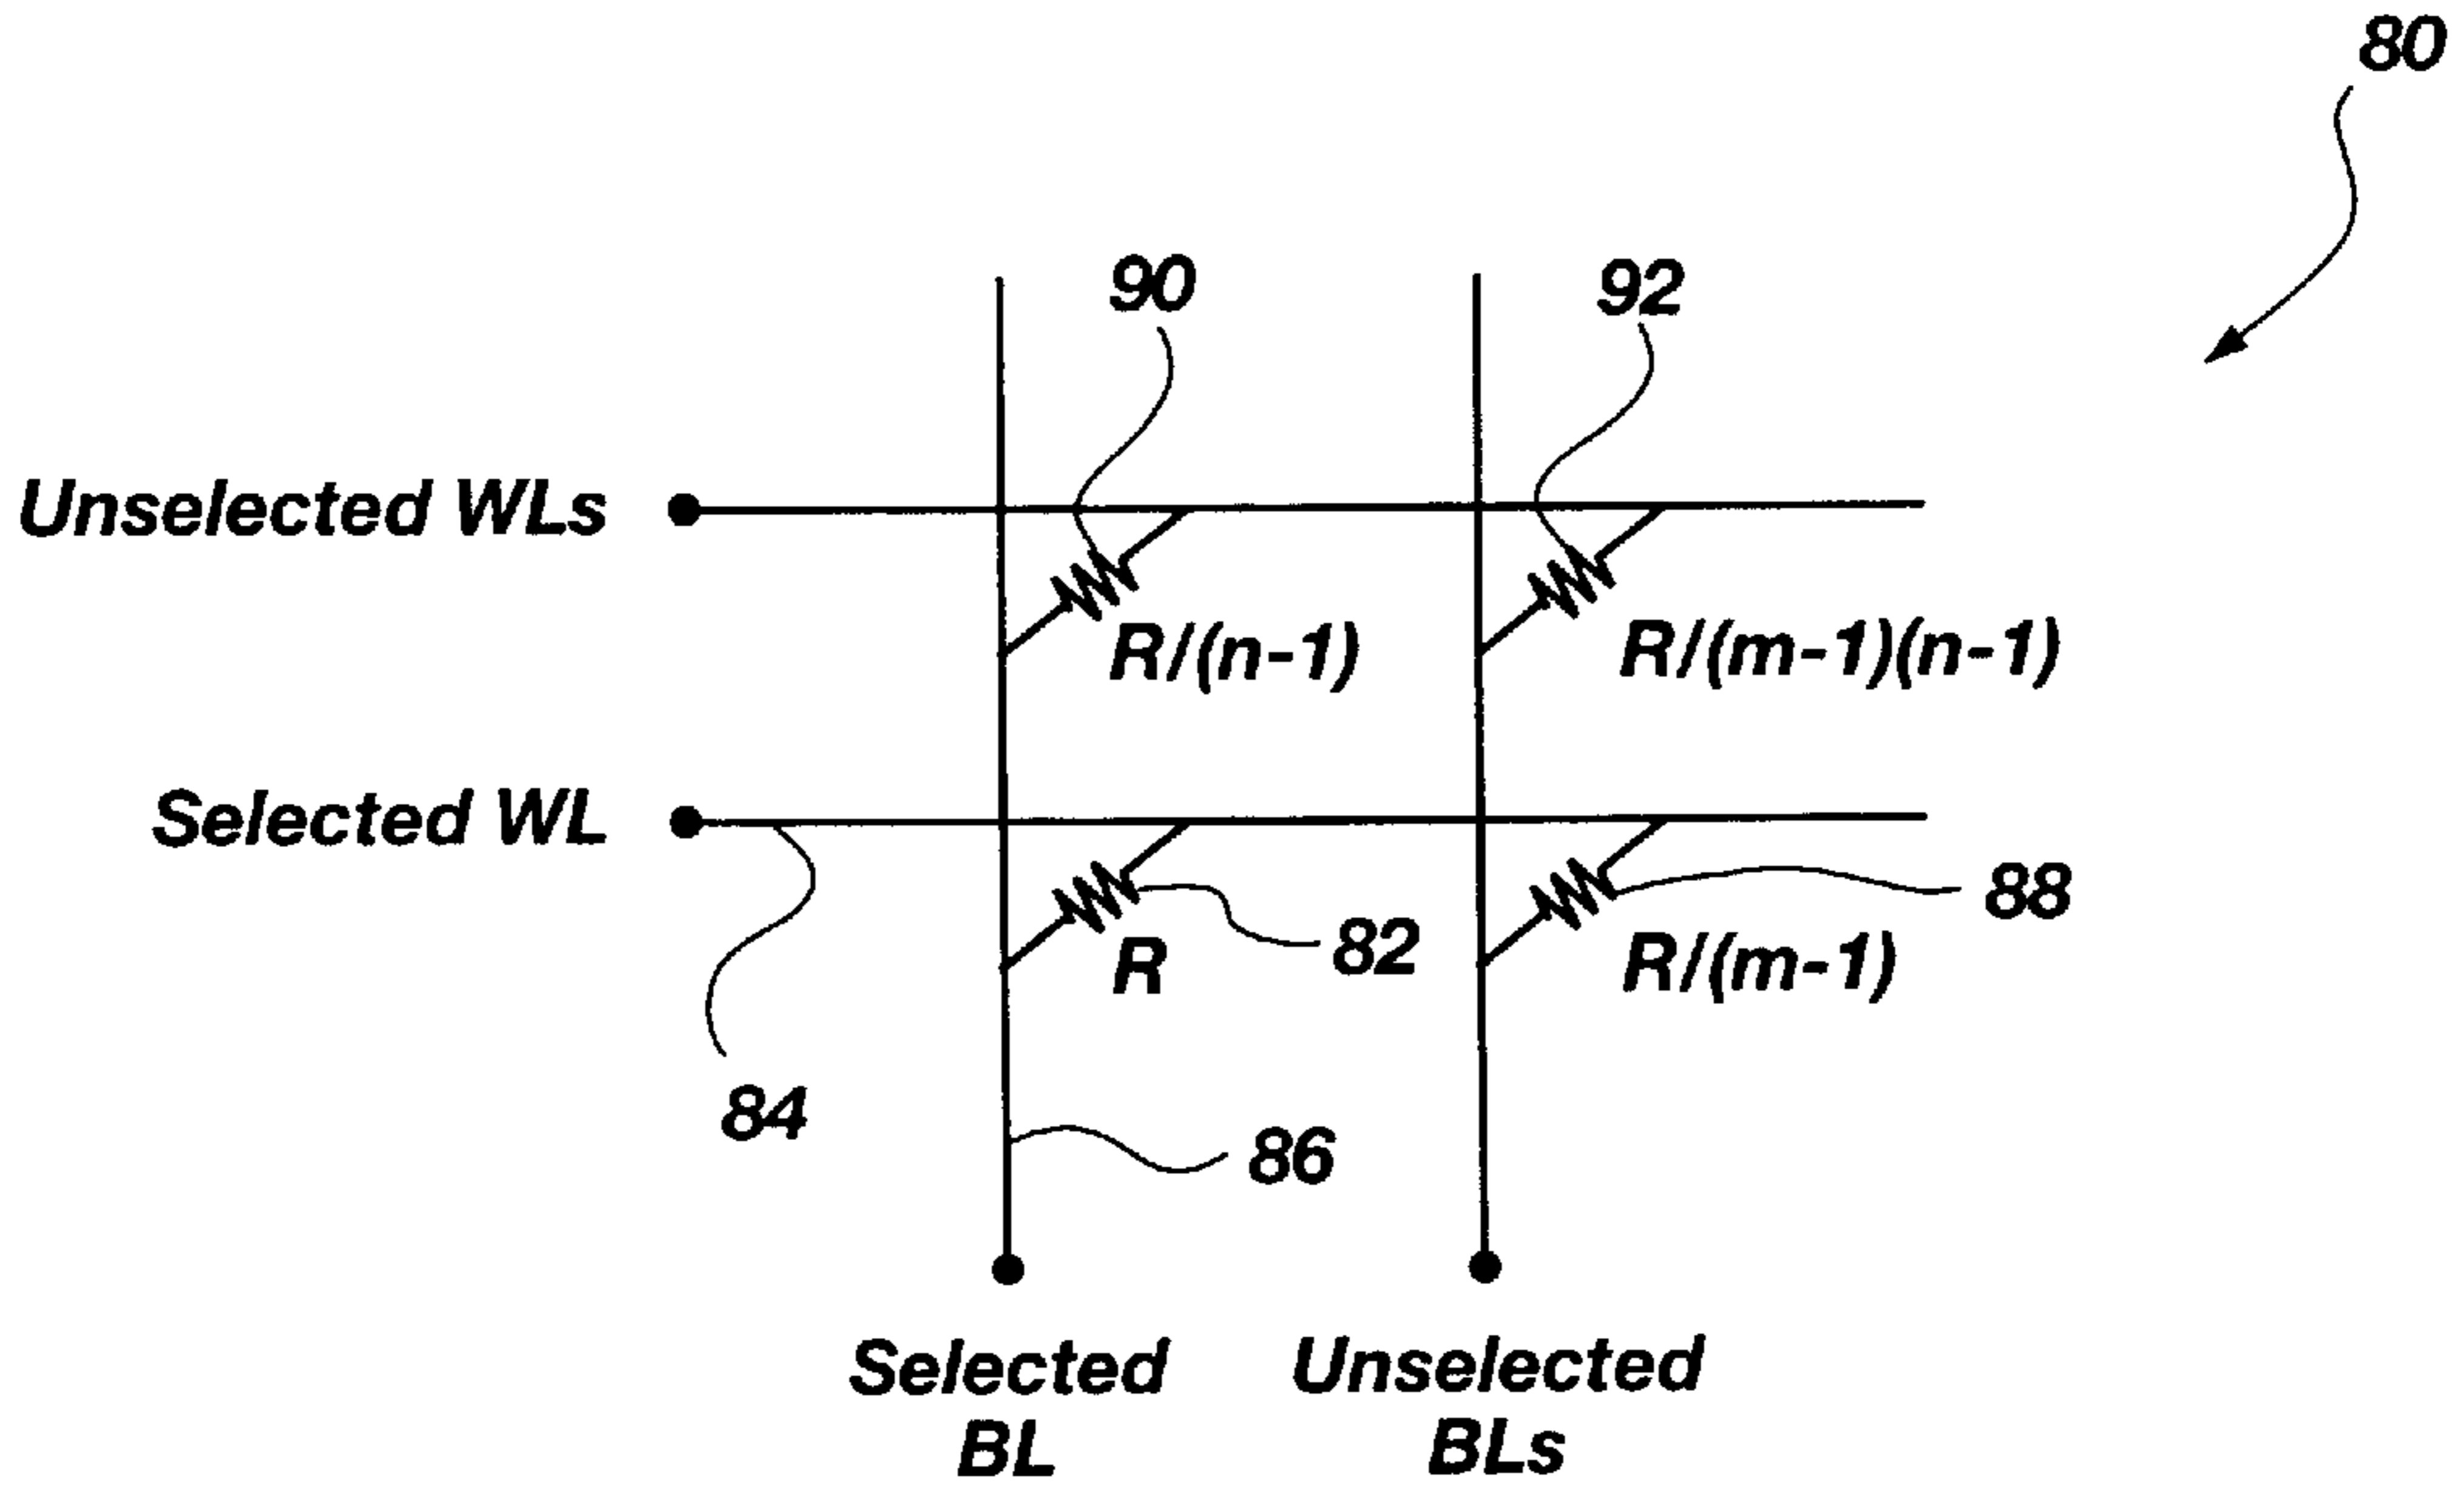 80
90
92
Unselected WLs
R/(n-1)
R/(m-1)(n-1)
Selected WL
88
82
R
R/(m-1)
84
86
Selected
BL
Unselected
BLs